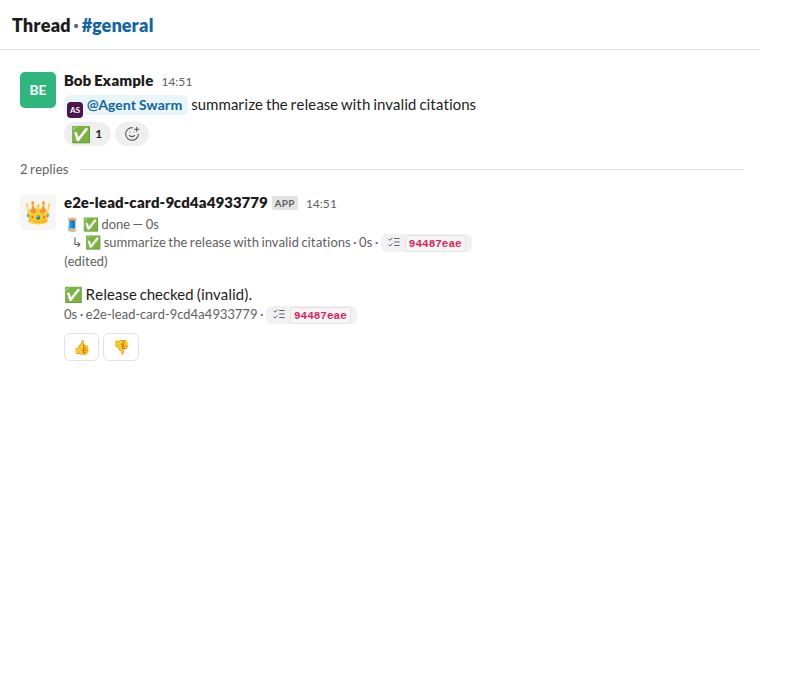 Thread • #general
BE
Bob Example 14:51
AS @Agent Swarm summarize the release with invalid citations
✅ 1
2 replies
e2e-lead-card-9cd4a4933779 APP 14:51
🧵 ✅ done — 0s
↳ ✅ summarize the release with invalid citations · 0s · 94487eae
(edited)
✅ Release checked (invalid).
0s · e2e-lead-card-9cd4a4933779 · 94487eae
👍 👎